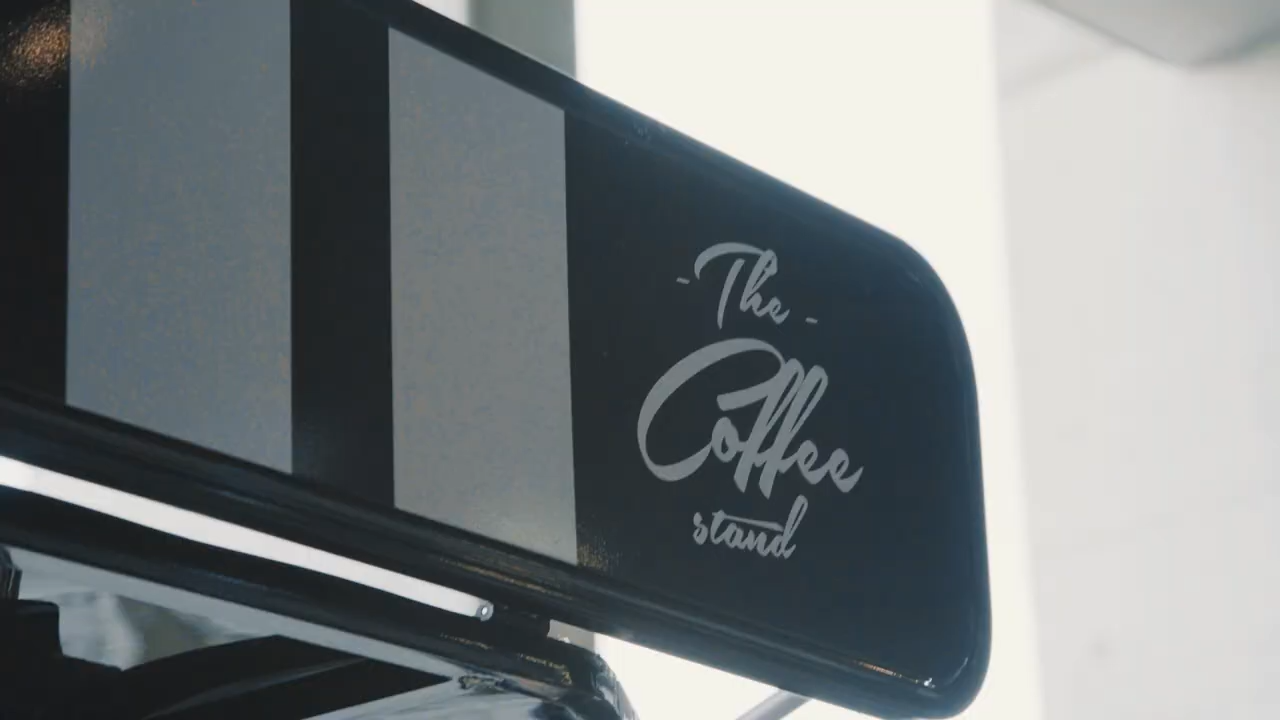 - The -
Coffee
stand